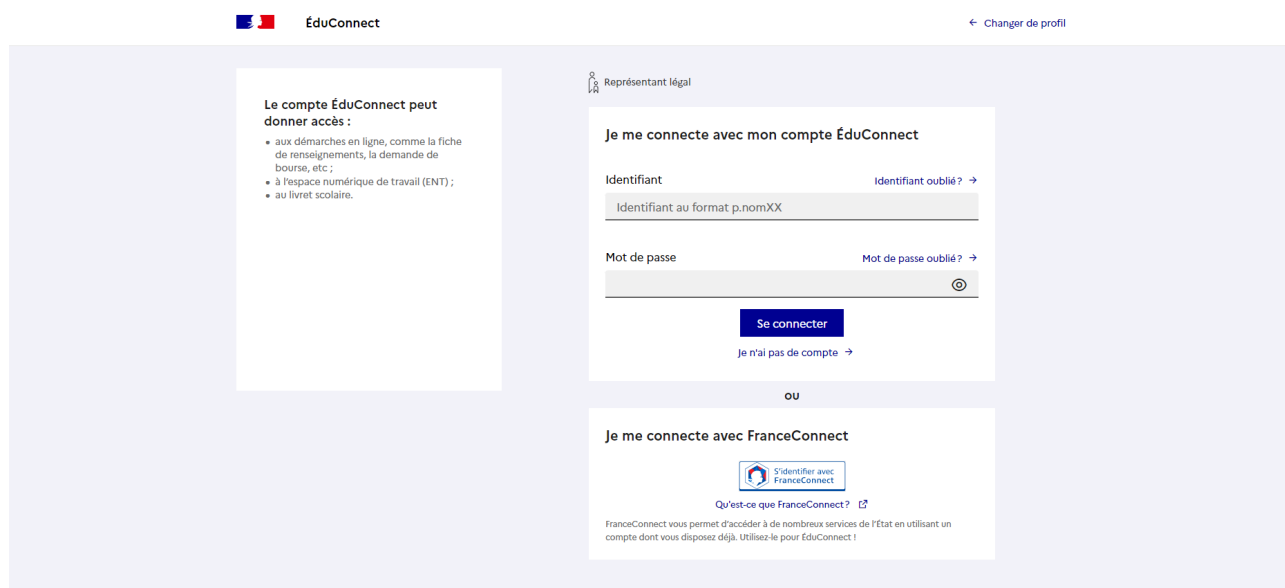 ÉduConnect
← Changer de profil
Le compte ÉduConnect peut
donner accès :
• aux démarches en ligne, comme la fiche
de renseignements, la demande de
bourse, etc ;
• à l'espace numérique de travail (ENT) ;
• au livret scolaire.
Représentant légal
Je me connecte avec mon compte ÉduConnect
Identifiant
Identifiant oublié ? →
Identifiant au format p.nomXX
Mot de passe
Mot de passe oublié ? →
Se connecter
Je n'ai pas de compte →
OU
Je me connecte avec FranceConnect
S'identifier avec
FranceConnect
Qu'est-ce que FranceConnect ?
FranceConnect vous permet d'accéder à de nombreux services de l'État en utilisant un
compte dont vous disposez déjà. Utilisez-le pour ÉduConnect !